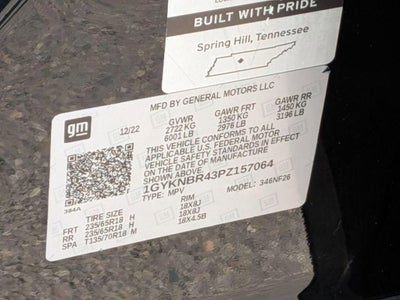 BUILT WITH PRIDE
Spring Hill, Tennessee
gm
MFD BY GENERAL MOTORS LLC
12/22
GVWR GAWR FRT GAWR RR
2722 KG 1350 KG 1450 KG
6001 LB 2976 LB 3196 LB
THIS VEHICLE CONFORMS TO ALL
APPLICABLE U.S. FEDERAL MOTOR
VEHICLE SAFETY STANDARDS IN EFFECT
ON THE DATE OF MANUFACTURE
SHOWN ABOVE.
1GYKNBR43PZ157064
TYPE: MPV MODEL: 346NF26
384A
TIRE SIZE RIM
FRT 235/65R18 H 18X8J
RR 235/65R18 H 18X8J
SPA T135/70R18 M 18X4.5B